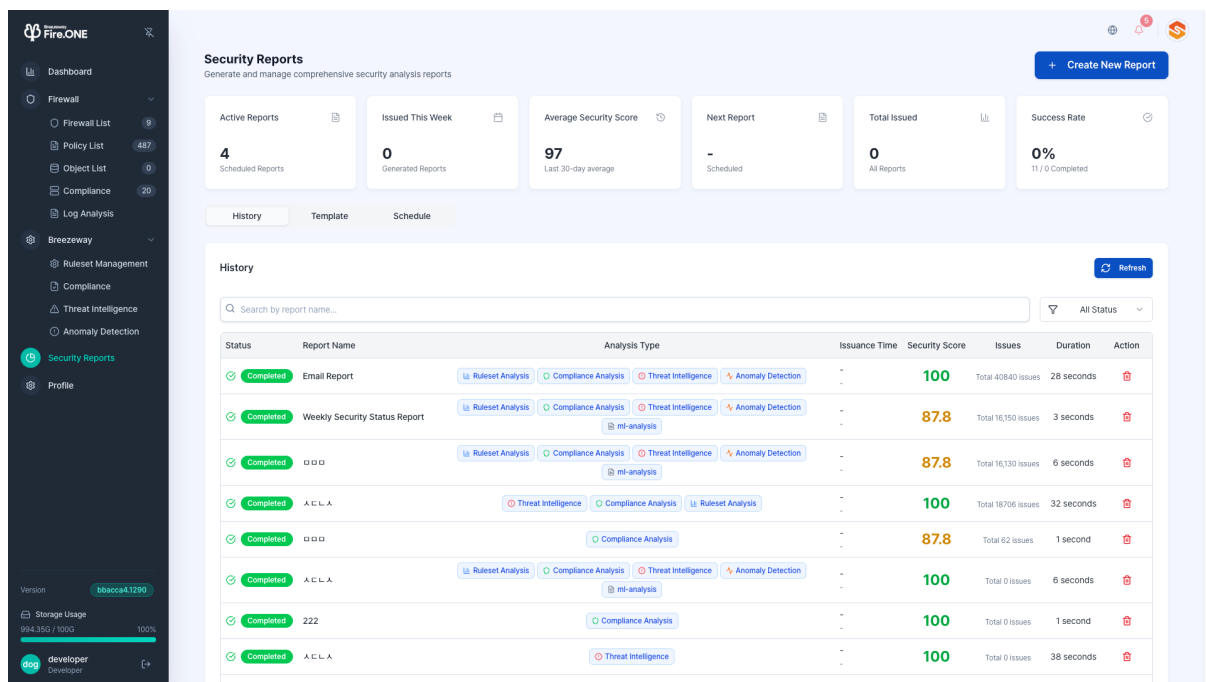 Breezeway
Fire.ONE
5
Dashboard
Firewall
Firewall List 9
Policy List 487
Object List 0
Compliance 20
Log Analysis
Breezeway
Ruleset Management
Compliance
Threat Intelligence
Anomaly Detection
Security Reports
Profile
Version bbacca4.1290
Storage Usage
994.35G / 100G 100%
dog
developer
Developer
Security Reports
Generate and manage comprehensive security analysis reports
+ Create New Report
Active Reports
4
Scheduled Reports
Issued This Week
0
Generated Reports
Average Security Score
97
Last 30-day average
Next Report
-
Scheduled
Total Issued
0
All Reports
Success Rate
0%
11 / 0 Completed
History Template Schedule
History
Refresh
Search by report name...
All Status
Status Report Name Analysis Type Issuance Time Security Score Issues Duration Action
Completed Email Report Ruleset Analysis Compliance Analysis Threat Intelligence Anomaly Detection - - 100 Total 40840 issues 28 seconds
Completed Weekly Security Status Report Ruleset Analysis Compliance Analysis Threat Intelligence Anomaly Detection - - 87.8 Total 16,150 issues 3 seconds
ml-analysis
Completed ㅁㅁㅁ Ruleset Analysis Compliance Analysis Threat Intelligence Anomaly Detection - - 87.8 Total 16,130 issues 6 seconds
ml-analysis
Completed ㅅㄷㄴㅅ Threat Intelligence Compliance Analysis Ruleset Analysis - - 100 Total 18706 issues 32 seconds
Completed ㅁㅁㅁ Compliance Analysis - - 87.8 Total 62 issues 1 second
Completed ㅅㄷㄴㅅ Ruleset Analysis Compliance Analysis Threat Intelligence Anomaly Detection - - 100 Total 0 issues 6 seconds
ml-analysis
Completed 222 Compliance Analysis - - 100 Total 0 issues 1 second
Completed ㅅㄷㄴㅅ Threat Intelligence - - 100 Total 0 issues 38 seconds